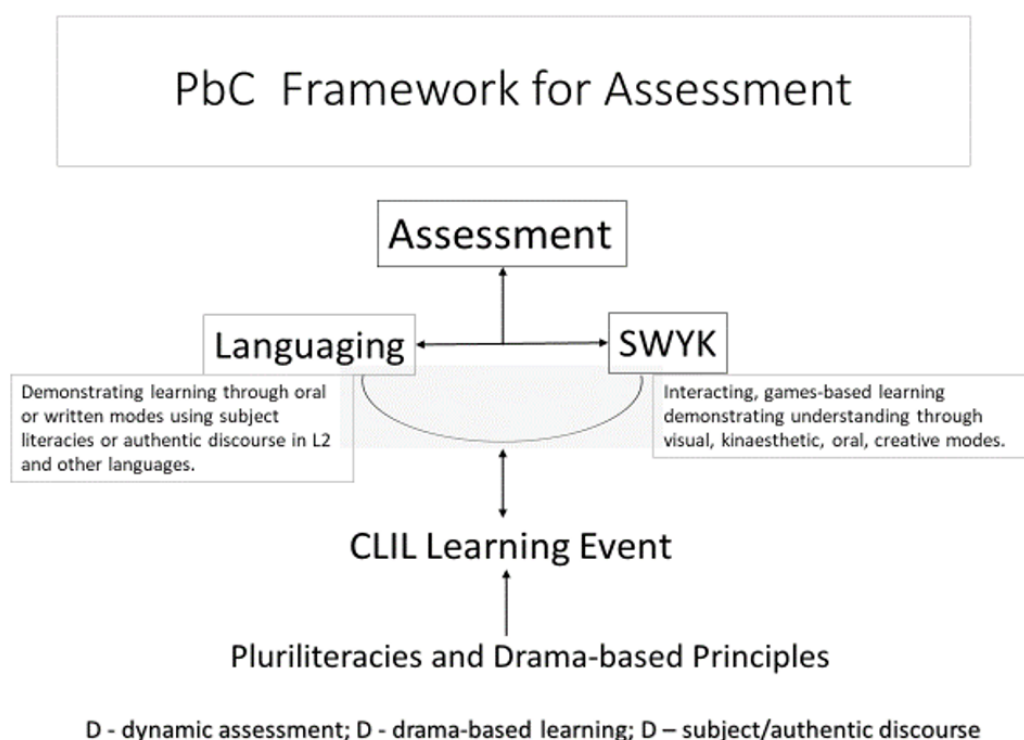 PbC Framework for Assessment
Assessment
Languaging
SWYK
Demonstrating learning through oral
or written modes using subject
literacies or authentic discourse in L2
and other languages.
Interacting, games-based learning
demonstrating understanding through
visual, kinaesthetic, oral, creative modes.
CLIL Learning Event
Pluriliteracies and Drama-based Principles
D - dynamic assessment; D - drama-based learning; D – subject/authentic discourse